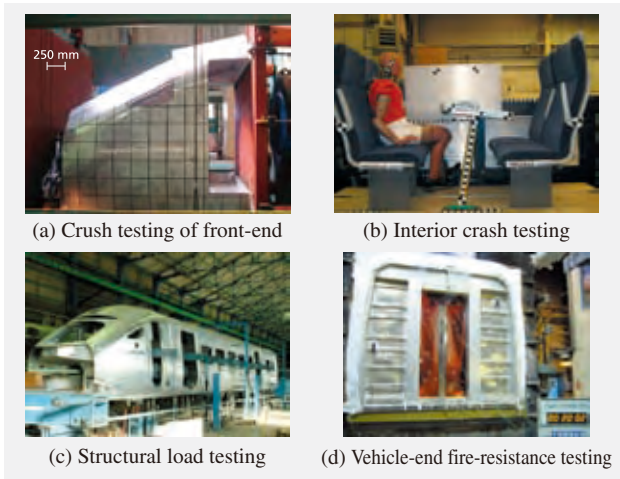 250 mm
(a) Crush testing of front-end
(b) Interior crash testing
(c) Structural load testing
(d) Vehicle-end fire-resistance testing